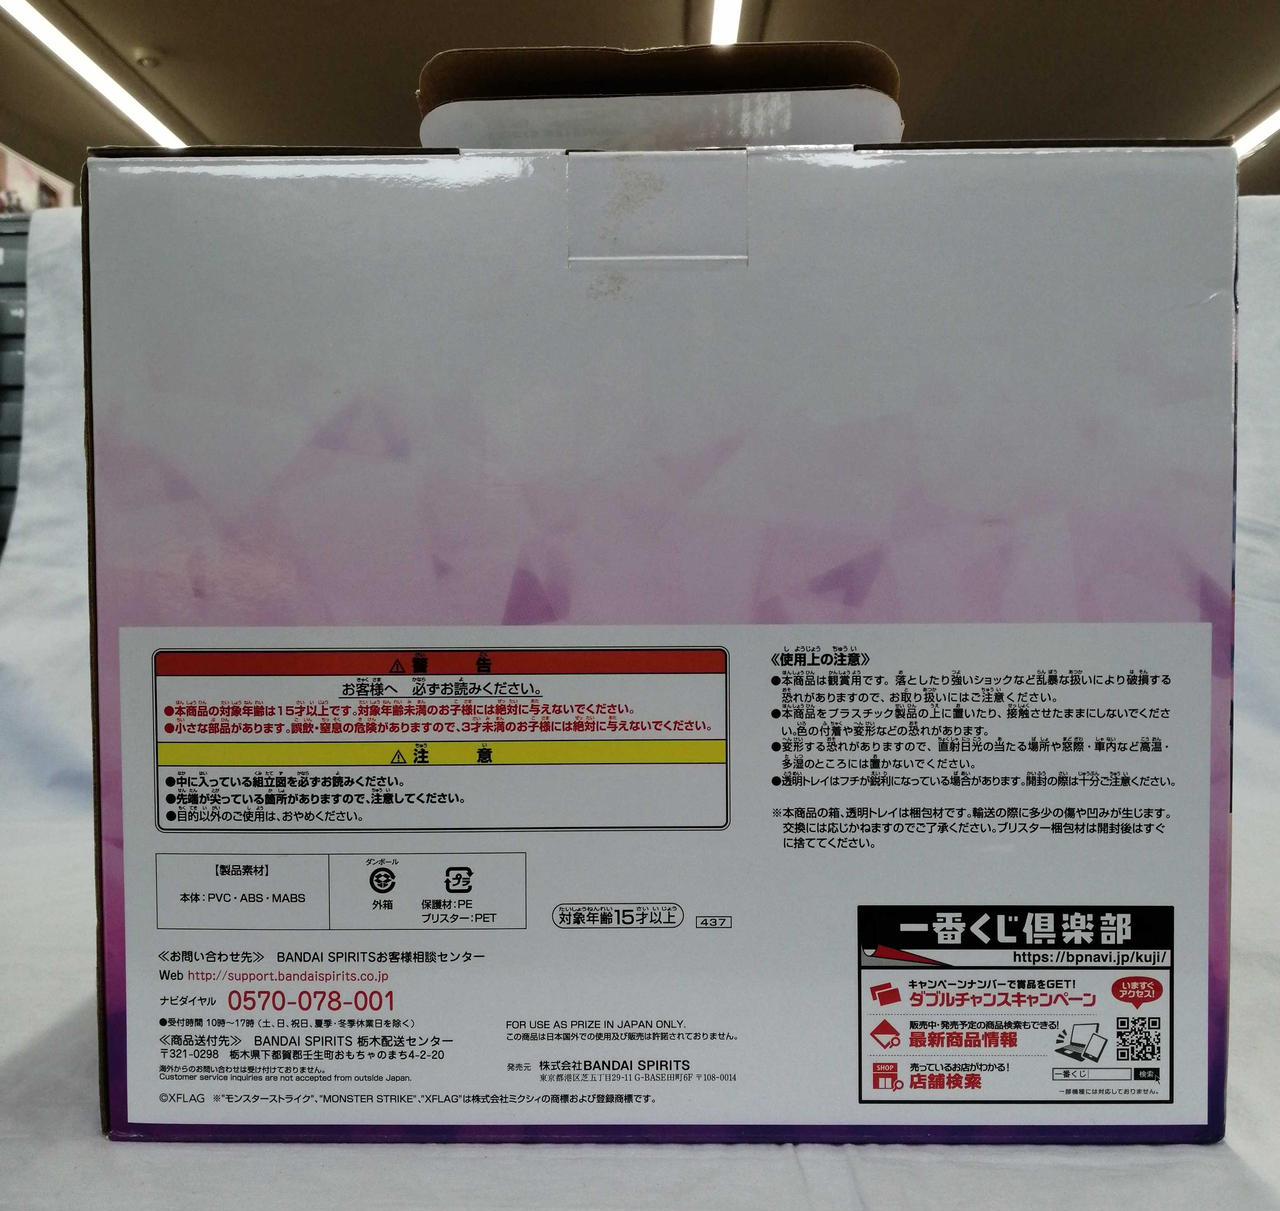 ⚠警告
お客様へ 必ずお読みください。
●本商品の対象年齢は15才以上です。対象年齢未満のお子様には絶対に与えないでください。
●小さな部品があります。誤飲・窒息の危険がありますので、3才未満のお子様には絶対に与えないでください。
⚠注意
●中に入っている組立図を必ずお読みください。
●先端が尖っている箇所がありますので、注意してください。
●目的以外のご使用は、おやめください。
【製品素材】
本体:PVC・ABS・MABS
ダンボール
外箱
プラ
保護材:PE
ブリスター:PET
対象年齢15才以上
437
《お問い合わせ先》 BANDAI SPIRITSお客様相談センター
Web http://support.bandaispirits.co.jp
ナビダイヤル 0570-078-001
●受付時間 10時~17時(土、日、祝日、夏季・冬季休業日を除く)
《商品送付先》 BANDAI SPIRITS 栃木配送センター
〒321-0298 栃木県下都賀郡壬生町おもちゃのまち4-2-20
海外からのお問い合わせは受け付けておりません。
Customer service inquiries are not accepted from outside Japan.
©XFLAG ※"モンスターストライク"、"MONSTER STRIKE"、"XFLAG"は株式会社ミクシィの商標および登録商標です。
FOR USE AS PRIZE IN JAPAN ONLY.
この商品は日本国外での使用及び販売は許諾されておりません。
発売元 株式会社BANDAI SPIRITS
東京都港区芝五丁目29-11 G-BASE田町6F 〒108-0014
《使用上の注意》
●本商品は観賞用です。落としたり強いショックなど乱暴な扱いにより破損する
恐れがありますので、お取り扱いにはご注意ください。
●本商品をプラスチック製品の上に置いたり、接触させたままにしないでくださ
い。色の付着や変形などの恐れがあります。
●変形する恐れがありますので、直射日光の当たる場所や窓際・車内など高温・
多湿のところには置かないでください。
●透明トレイはフチが鋭利になっている場合があります。開封の際は十分ご注意ください。
※本商品の箱、透明トレイは梱包材です。輸送の際に多少の傷や凹みが生じます。
交換には応じかねますのでご了承ください。ブリスター梱包材は開封後はすぐ
に捨ててください。
一番くじ倶楽部
https://bpnavi.jp/kuji/
キャンペーンナンバーで賞品をGET!
ダブルチャンスキャンペーン
いますぐ
アクセス!
販売中・発売予定の商品検索もできる!
最新商品情報
SHOP
売っているお店がわかる!
店舗検索
一番くじ
検索
一部機種には対応しておりません。